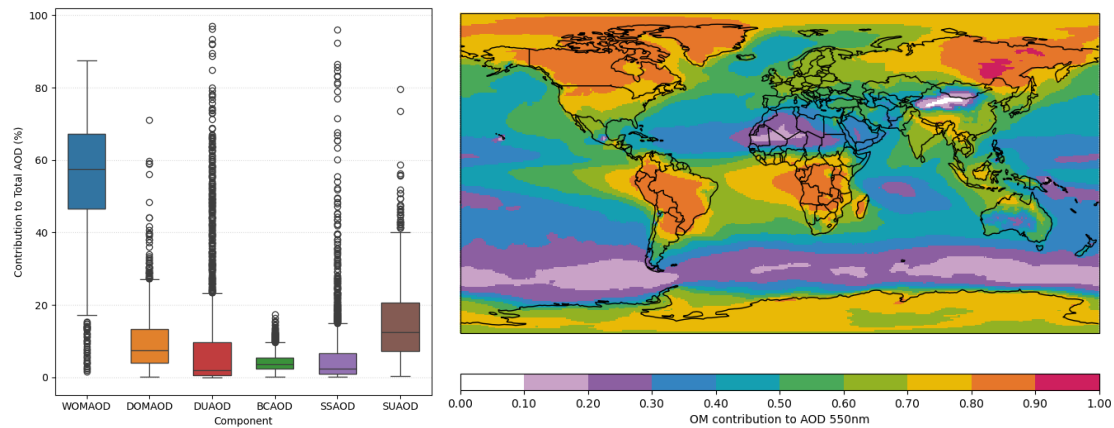 100
80
60
40
20
0
Contribution to Total AOD (%)
WOMAOD DOMAOD DUAOD BCAOD SSAOD SUAOD
Component
0.00 0.10 0.20 0.30 0.40 0.50 0.60 0.70 0.80 0.90 1.00
OM contribution to AOD 550nm